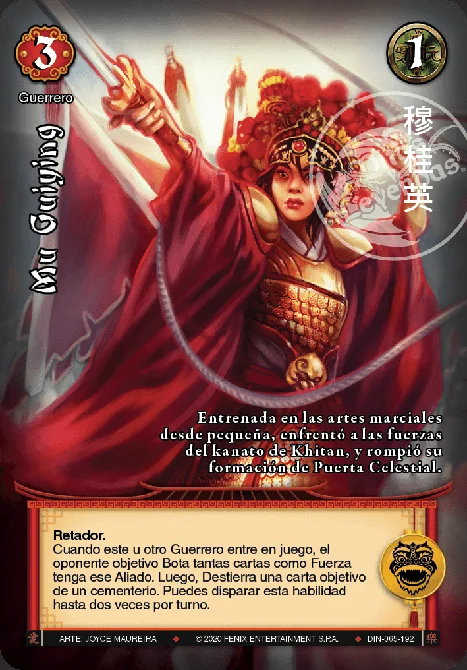 3
1
Guerrero
Mu Guiying
穆桂英
Entrenada en las artes marciales
desde pequeña, enfrentó a las fuerzas
del kanato de Khitan, y rompió su
formación de Puerta Celestial.
Retador.
Cuando este u otro Guerrero entre en juego, el
oponente objetivo Bota tantas cartas como Fuerza
tenga ese Aliado. Luego, Destierra una carta objetivo
de un cementerio. Puedes disparar esta habilidad
hasta dos veces por turno.
ARTE: JOYCE MAUREIRA
© 2020 FENIX ENTERTAINMENT S.P.A.
DIN-065-192